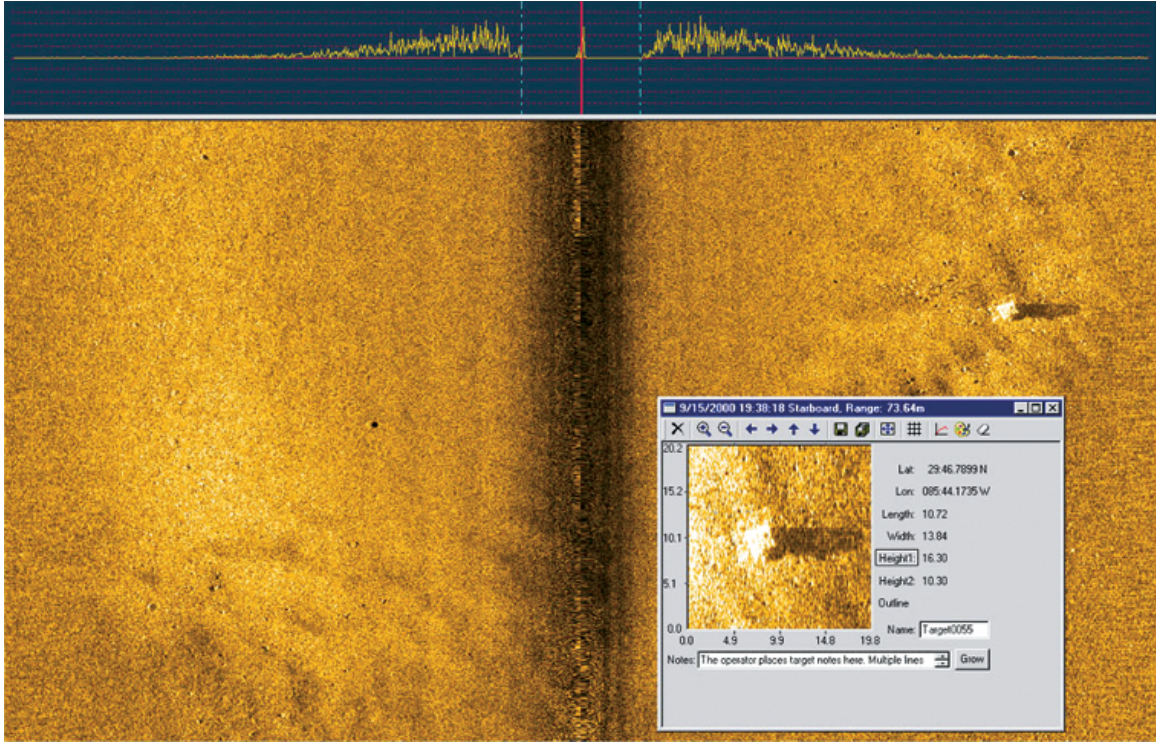 9/15/2000 19:38:18 Starboard, Range: 73.64m
20.2
15.2
10.1
5.1
0.0
0.0 4.9 9.9 14.8 19.8
Lat: 29:46.7899 N
Lon: 085:44.1735 W
Length: 10.72
Width: 13.84
Height1: 16.30
Height2: 10.30
Outline
Name: Target0055
Notes: The operator places target notes here. Multiple lines Grow